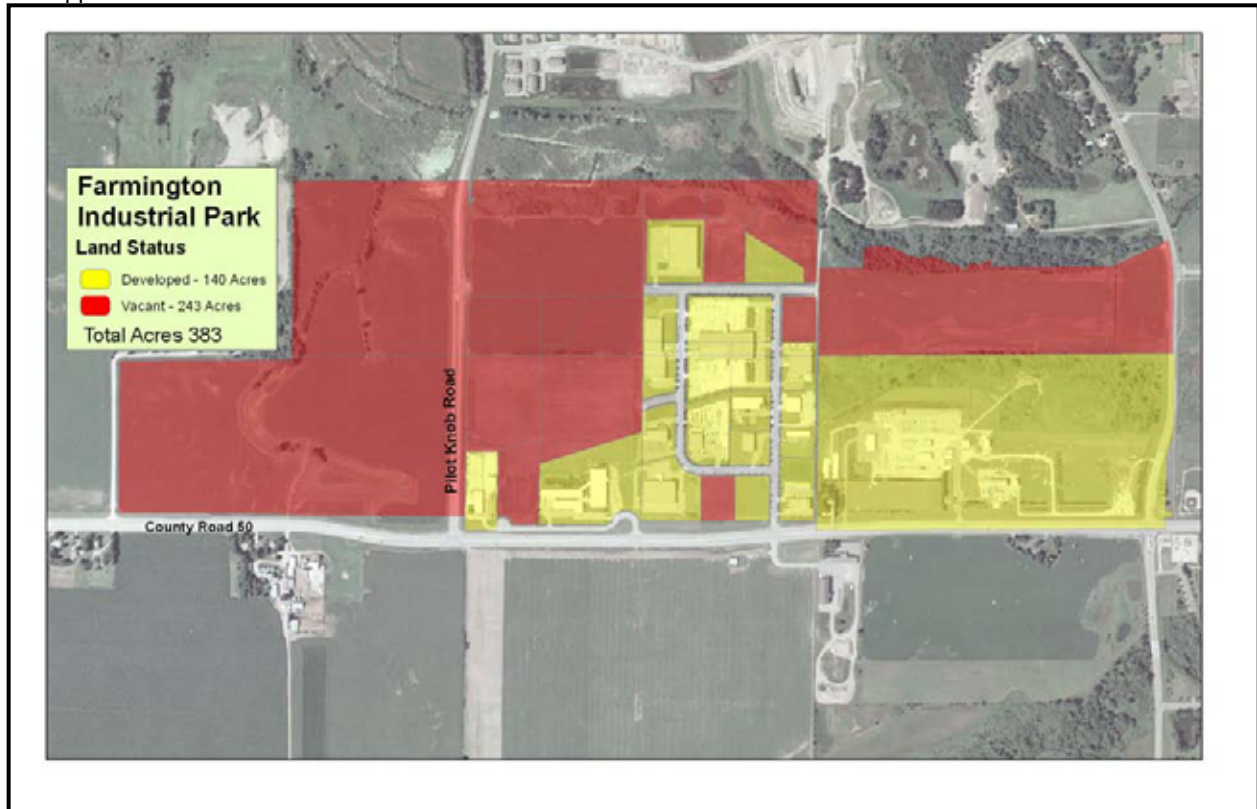 Farmington
Industrial Park
Land Status
Developed - 140 Acres
Vacant - 243 Acres
Total Acres 383
Pilot Knob Road
County Road 50